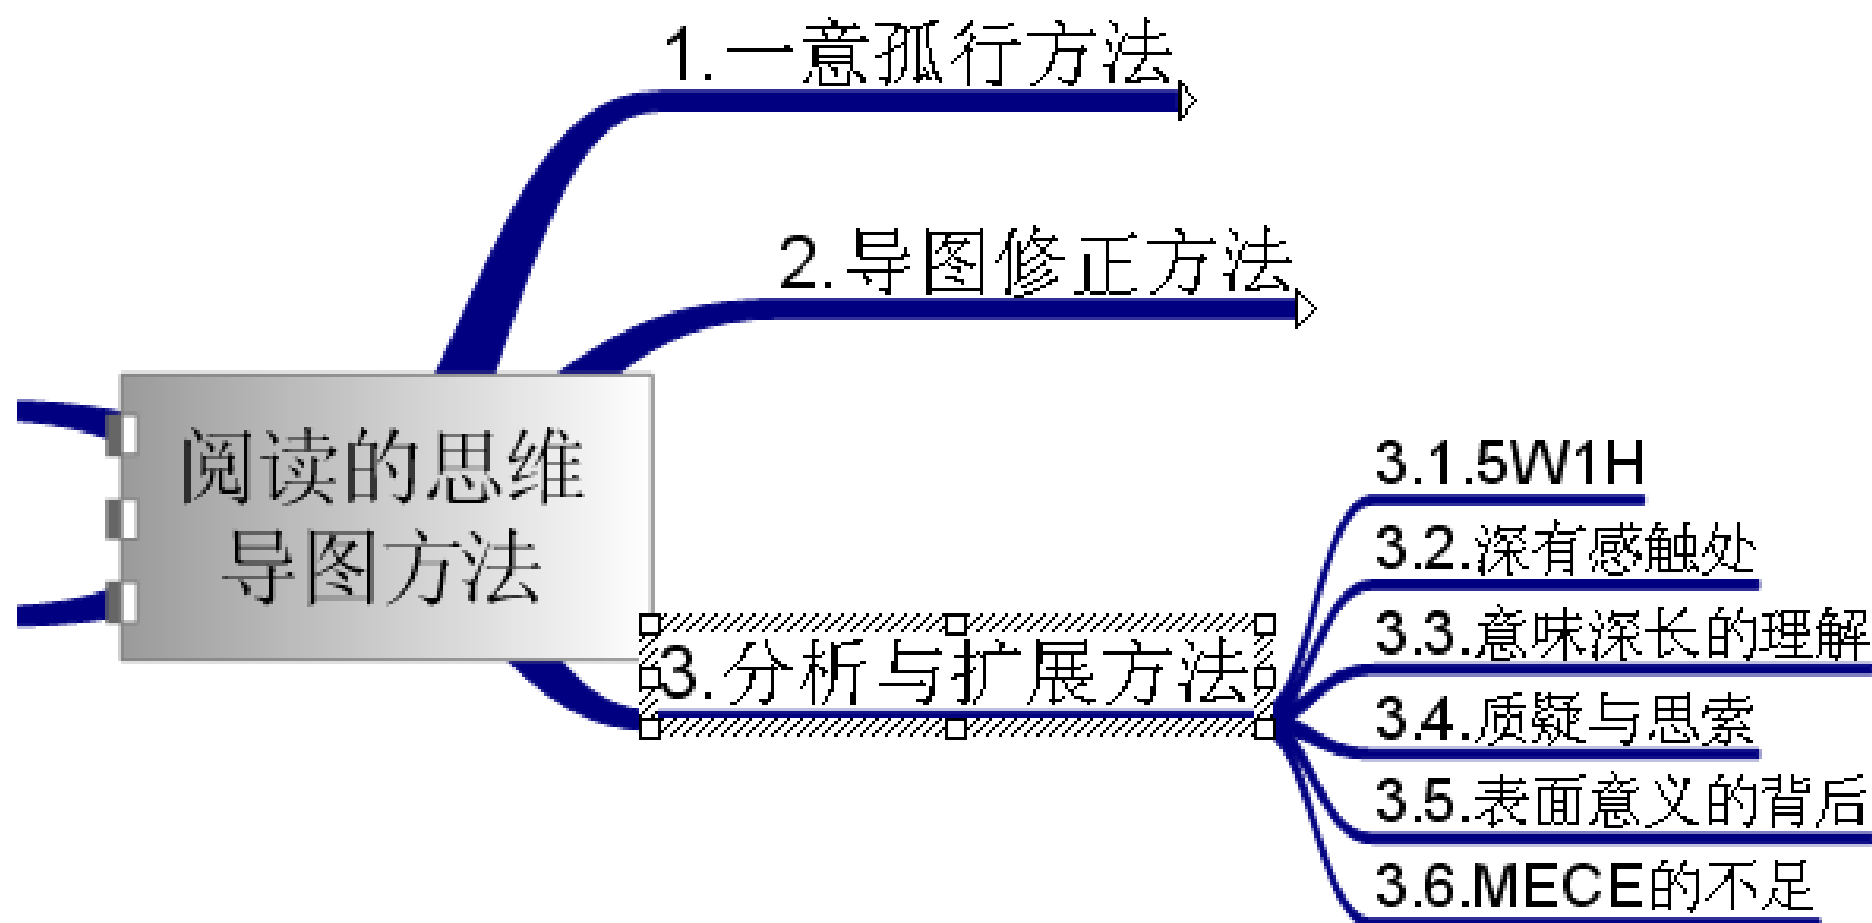 1.一意孤行方法
2.导图修正方法
阅读的思维
导图方法
3.分析与扩展方法
3.1.5W1H
3.2.深有感触处
3.3.意味深长的理解
3.4.质疑与思索
3.5.表面意义的背后
3.6.MECE的不足